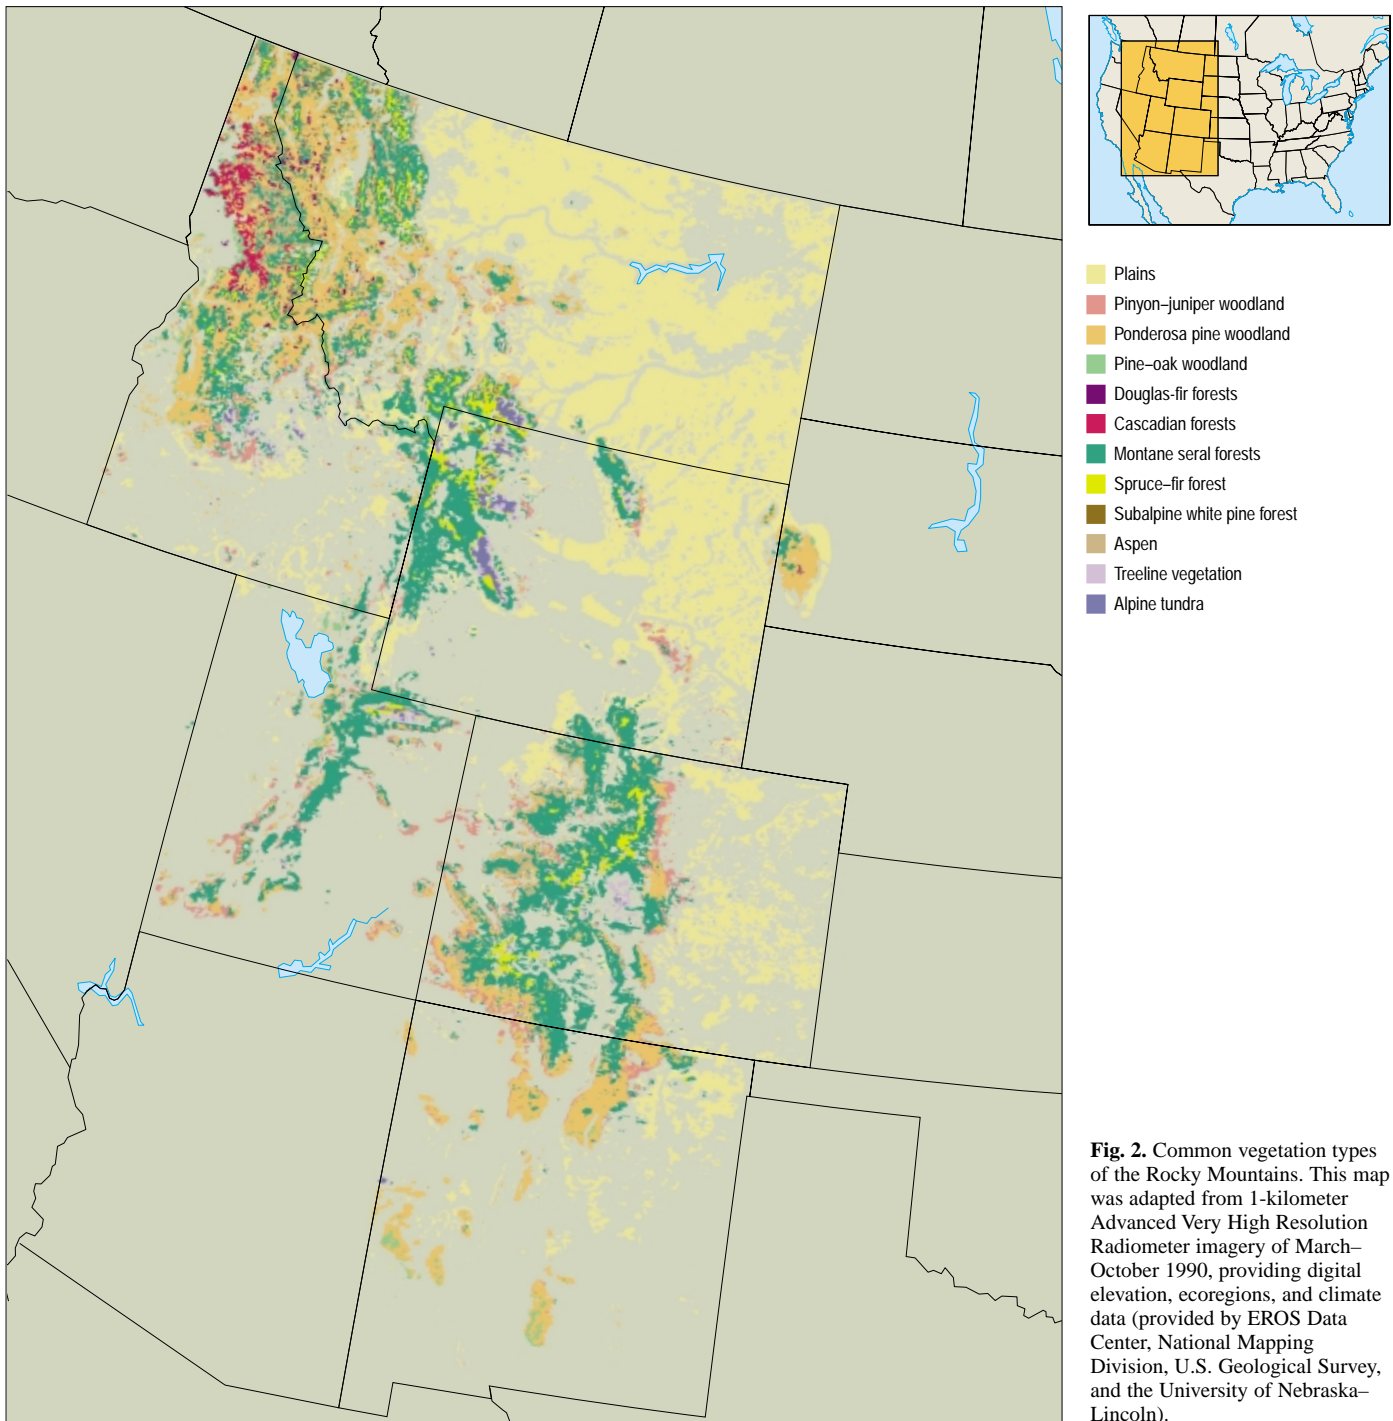 Plains
Pinyon–juniper woodland
Ponderosa pine woodland
Pine–oak woodland
Douglas-fir forests
Cascadian forests
Montane seral forests
Spruce–fir forest
Subalpine white pine forest
Aspen
Treeline vegetation
Alpine tundra
Fig. 2. Common vegetation types
of the Rocky Mountains. This map
was adapted from 1-kilometer
Advanced Very High Resolution
Radiometer imagery of March–
October 1990, providing digital
elevation, ecoregions, and climate
data (provided by EROS Data
Center, National Mapping
Division, U.S. Geological Survey,
and the University of Nebraska–
Lincoln).